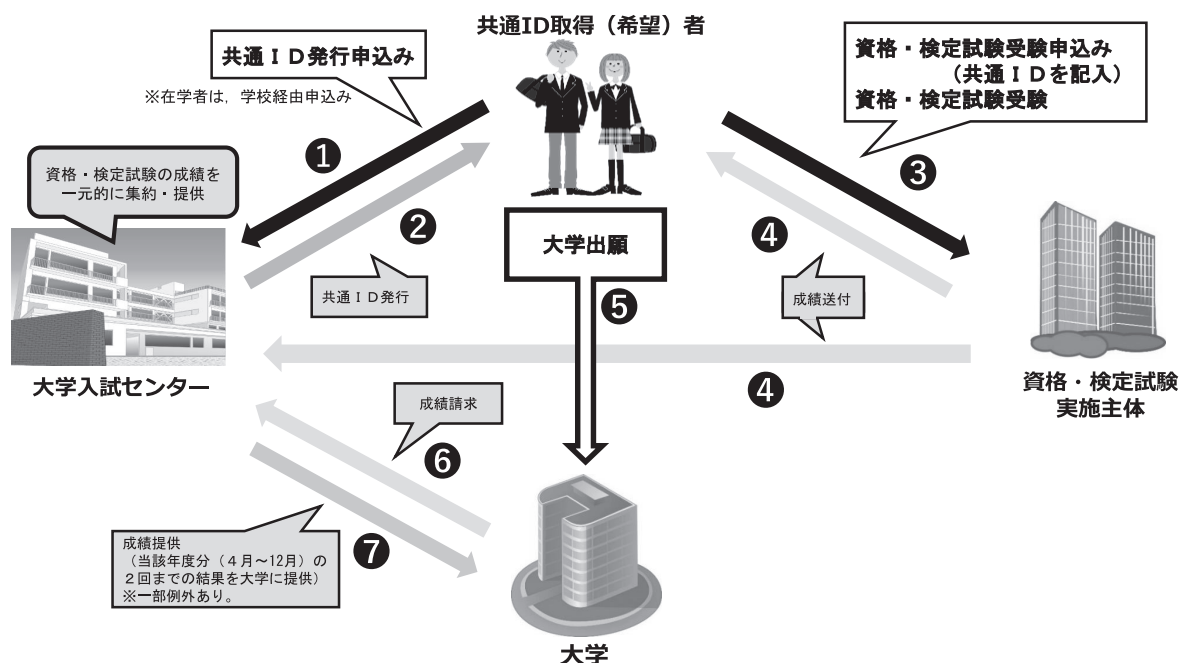 共通ID取得（希望）者
共通ＩＤ発行申込み
※在学者は，学校経由申込み
資格・検定試験受験申込み
（共通ＩＤを記入）
資格・検定試験受験
❶
❷
❸
❹
資格・検定試験の成績を
一元的に集約・提供
大学出願
共通ＩＤ発行
❺
成績送付
大学入試センター
資格・検定試験
実施主体
❹
成績請求
❻
❼
成績提供
（当該年度分（４月～12月）の
２回までの結果を大学に提供）
※一部例外あり。
大学